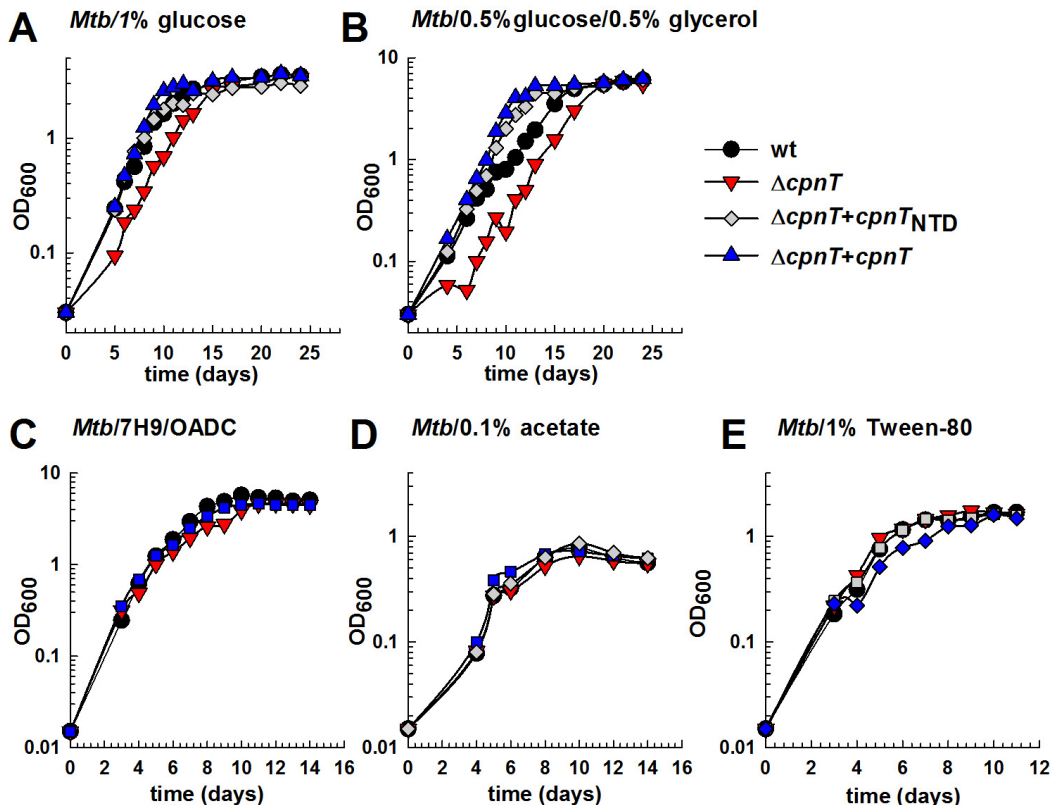 A Mtb/1% glucose
OD600
1
0.1
0 5 10 15 20 25
time (days)
B Mtb/0.5%glucose/0.5% glycerol
OD600
10
1
0.1
0 5 10 15 20 25
time (days)
wt
ΔcpnT
ΔcpnT+cpnTNTD
ΔcpnT+cpnT
C Mtb/7H9/OADC
OD600
10
1
0.1
0.01
0 2 4 6 8 10 12 14 16
time (days)
D Mtb/0.1% acetate
OD600
1
0.1
0.01
0 2 4 6 8 10 12 14
time (days)
E Mtb/1% Tween-80
OD600
1
0.1
0.01
0 2 4 6 8 10 12
time (days)